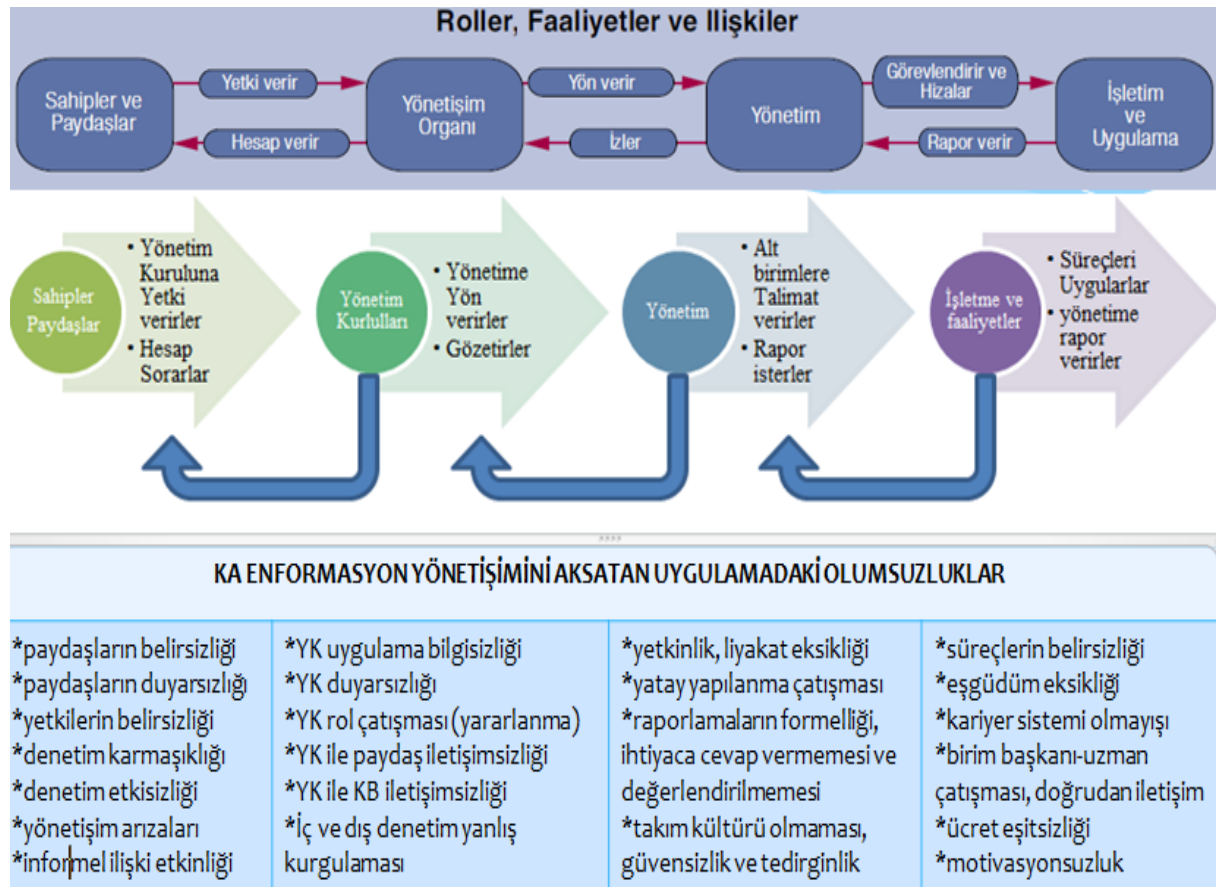 Roller, Faaliyetler ve Ilişkiler
Sahipler ve
Paydaşlar
Yetki verir
Hesap verir
Yönetişim
Organı
Yön verir
İzler
Yönetim
Görevlendirir ve
Hizalar
Rapor verir
İşletim
ve
Uygulama
Sahipler
Paydaşlar
• Yönetim
Kuruluna
Yetki
verirler
• Hesap
Sorarlar
Yönetim
Kurlulları
• Yönetime
Yön
verirler
• Gözetirler
Yönetim
• Alt
birimlere
Talimat
verirler
• Rapor
isterler
İşletme ve
faaliyetler
• Süreçleri
Uygularlar
• yönetime
rapor
verirler
KA ENFORMASYON YÖNETİŞİMİNİ AKSATAN UYGULAMADAKİ OLUMSUZLUKLAR
*paydaşların belirsizliği
*paydaşların duyarsızlığı
*yetkilerin belirsizliği
*denetim karmaşıklığı
*denetim etkisizliği
*yönetişim arızaları
*informel ilişki etkinliği
*YK uygulama bilgisizliği
*YK duyarsızlığı
*YK rol çatışması (yararlanma)
*YK ile paydaş iletişimsizliği
*YK ile KB iletişimsizliği
*İç ve dış denetim yanlış
kurgulaması
*yetkinlik, liyakat eksikliği
*yatay yapılanma çatışması
*raporlamaların formelliği,
ihtiyaca cevap vermemesi ve
değerlendirilmemesi
*takım kültürü olmaması,
güvensizlik ve tedirginlik
*süreçlerin belirsizliği
*eşgüdüm eksikliği
*kariyer sistemi olmayışı
*birim başkanı-uzman
çatışması, doğrudan iletişim
*ücret eşitsizliği
*motivasyonsuzluk